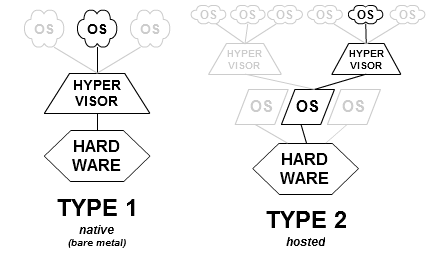 OS OS OS
HYPER
VISOR
HARD
WARE
TYPE 1
native
(bare metal)
OS OS OS OS OS OS
HYPER
VISOR
HYPER
VISOR
OS OS OS
HARD
WARE
TYPE 2
hosted